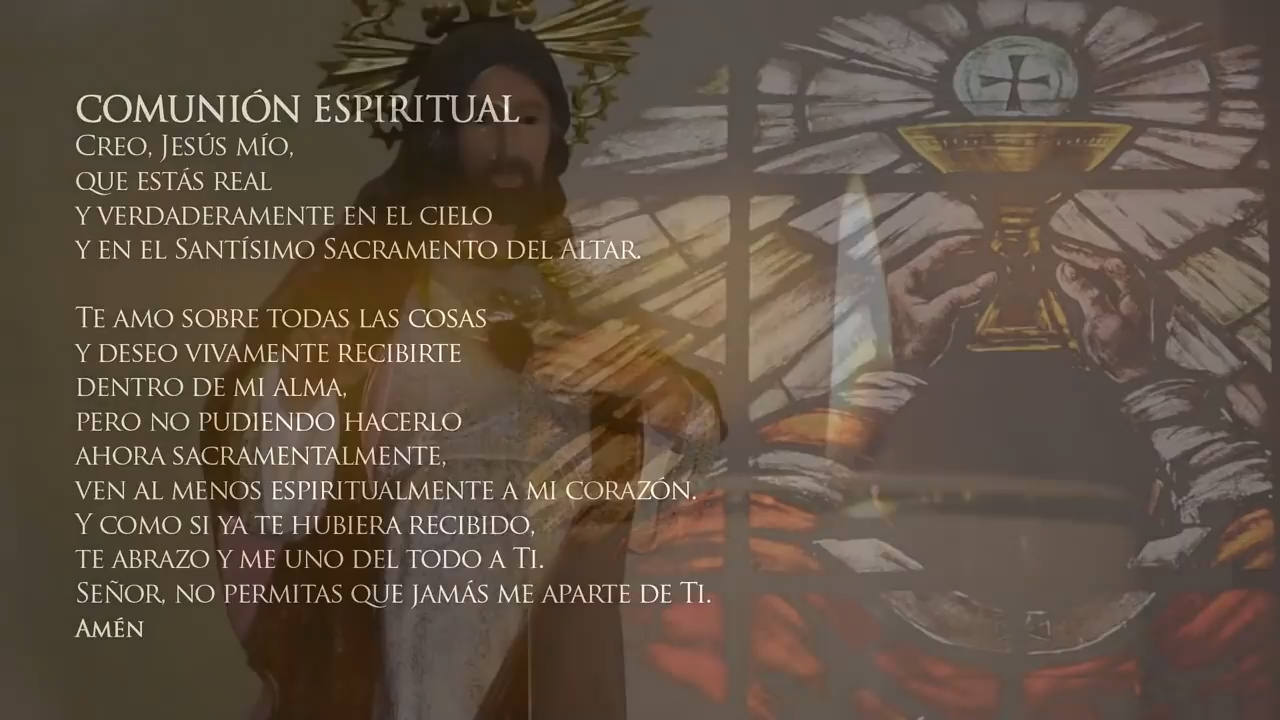 COMUNIÓN ESPIRITUAL
CREO, JESÚS MÍO,
QUE ESTÁS REAL
Y VERDADERAMENTE EN EL CIELO
Y EN EL SANTÍSIMO SACRAMENTO DEL ALTAR.
TE AMO SOBRE TODAS LAS COSAS
Y DESEO VIVAMENTE RECIBIRTE
DENTRO DE MI ALMA,
PERO NO PUDIENDO HACERLO
AHORA SACRAMENTALMENTE,
VEN AL MENOS ESPIRITUALMENTE A MI CORAZÓN.
Y COMO SI YA TE HUBIERA RECIBIDO,
TE ABRAZO Y ME UNO DEL TODO A TI.
SEÑOR, NO PERMITAS QUE JAMÁS ME APARTE DE TI.
AMÉN